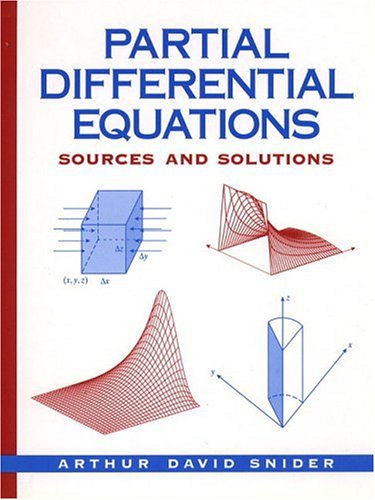 PARTIAL
DIFFERENTIAL
EQUATIONS
SOURCES AND SOLUTIONS
Δz
Δy
(x, y, z)
Δx
z
x
y
ARTHUR DAVID SNIDER